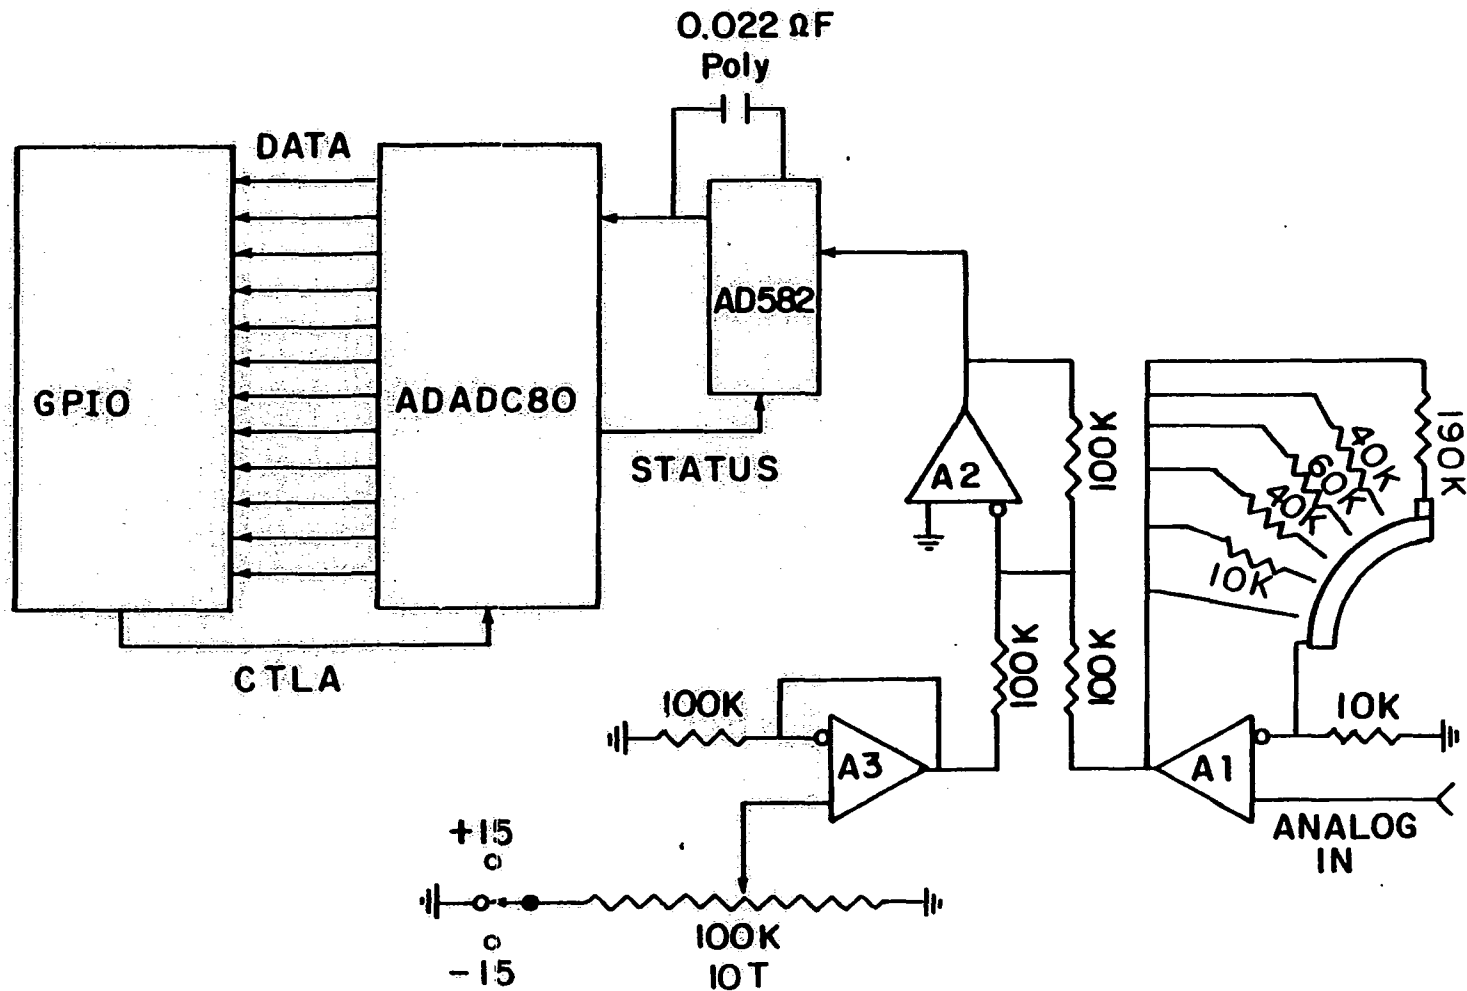 0.022 ΩF
Poly
DATA
GPIO
ADADC80
AD582
STATUS
CTLA
A2
100K
190K
40K
60K
40K
10K
100K
100K
100K
A3
A1
10K
ANALOG
IN
+15
-15
100K
10T